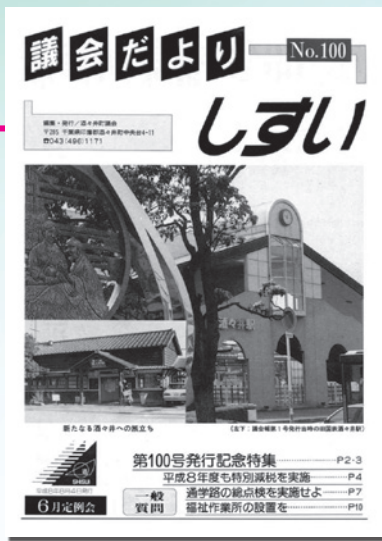 議会だより
No.100
しすい
編集・発行/酒々井町議会
〒285 千葉県印旛郡酒々井町中央台4-11
☎043(496)1171
酒々井駅
新たなる酒々井への旅立ち
(左下:議会報第1号発行当時の旧国鉄酒々井駅)
SHISUI
6月定例会
第100号発行記念特集 P2・3
平成8年度も特別減税を実施 P4
一般質問
通学路の総点検を実施せよ P7
福祉作業所の設置を P10